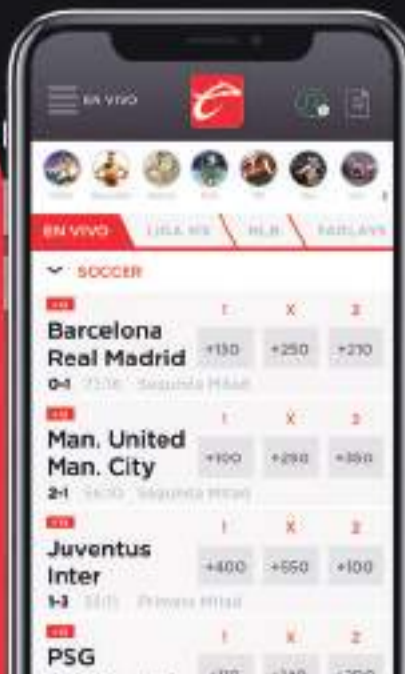 EN VIVO
EN VIVO LIGA MX MLB PARLAYS
SOCCER
1 X 2
Barcelona
Real Madrid
+130 +250 +210
0-1 Segunda Mitad
1 X 2
Man. United
Man. City
+100 +290 +350
2-1 Segunda Mitad
1 X 2
Juventus
Inter
+400 +550 +100
1-3 Primera Mitad
1 X 2
PSG